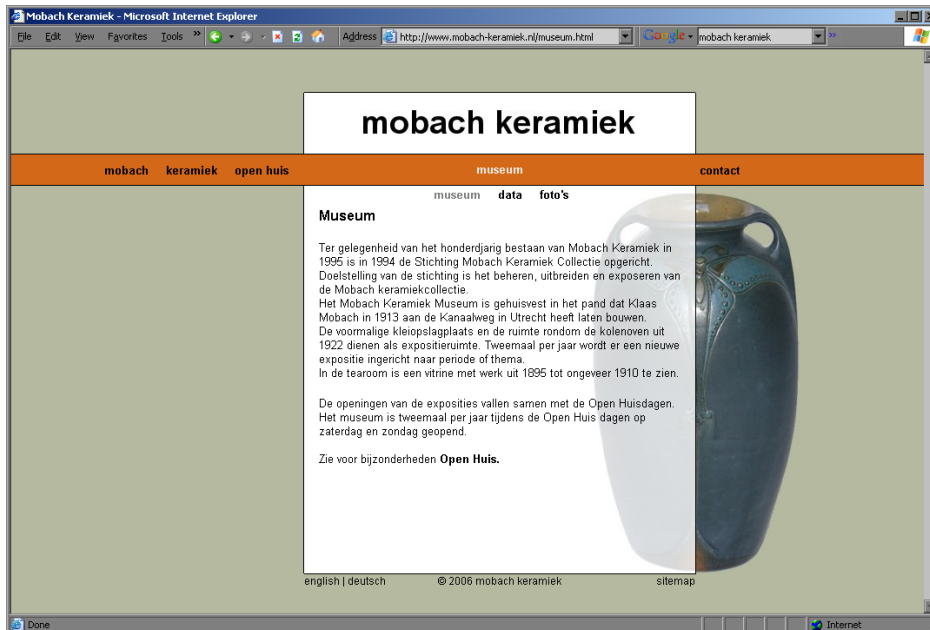 Mobach Keramiek - Microsoft Internet Explorer
File Edit View Favorites Tools » Address http://www.mobach-keramiek.nl/museum.html Google mobach keramiek »
mobach keramiek
mobach keramiek open huis museum contact
museum data foto's
Museum
Ter gelegenheid van het honderdjarig bestaan van Mobach Keramiek in
1995 is in 1994 de Stichting Mobach Keramiek Collectie opgericht.
Doelstelling van de stichting is het beheren, uitbreiden en exposeren van
de Mobach keramiekcollectie.
Het Mobach Keramiek Museum is gehuisvest in het pand dat Klaas
Mobach in 1913 aan de Kanaalweg in Utrecht heeft laten bouwen.
De voormalige kleiopslagplaats en de ruimte rondom de kolenoven uit
1922 dienen als expositieruimte. Tweemaal per jaar wordt er een nieuwe
expositie ingericht naar periode of thema.
In de tearoom is een vitrine met werk uit 1895 tot ongeveer 1910 te zien.
De openingen van de exposities vallen samen met de Open Huisdagen.
Het museum is tweemaal per jaar tijdens de Open Huis dagen op
zaterdag en zondag geopend.
Zie voor bijzonderheden Open Huis.
english | deutsch © 2006 mobach keramiek sitemap
Done Internet